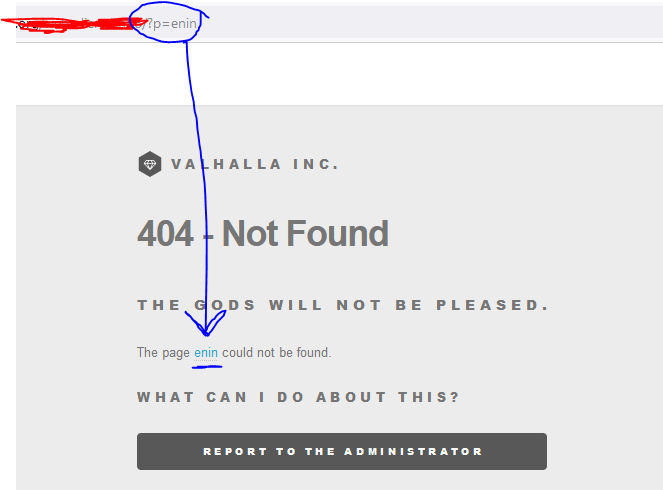 /?p=enin
VALHALLA INC.
404 - Not Found
THE GODS WILL NOT BE PLEASED.
The page enin could not be found.
WHAT CAN I DO ABOUT THIS?
REPORT TO THE ADMINISTRATOR